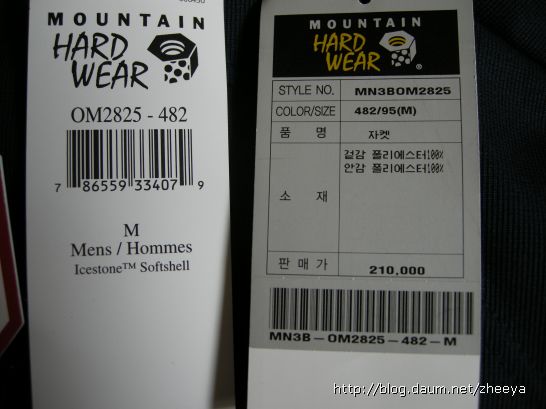 MOUNTAIN
HARD
WEAR
OM2825 - 482
7 86559 33407 9
M
Mens / Hommes
Icestone™ Softshell
MOUNTAIN
HARD
WEAR®
STYLE NO. MN3BOM2825
COLOR/SIZE 482/95(M)
품 명 자켓
소 재 겉감 폴리에스터100%
안감 폴리에스터100%
판 매 가 210,000
MN3B-OM2825-482-M
http://blog.daum.net/zheeya